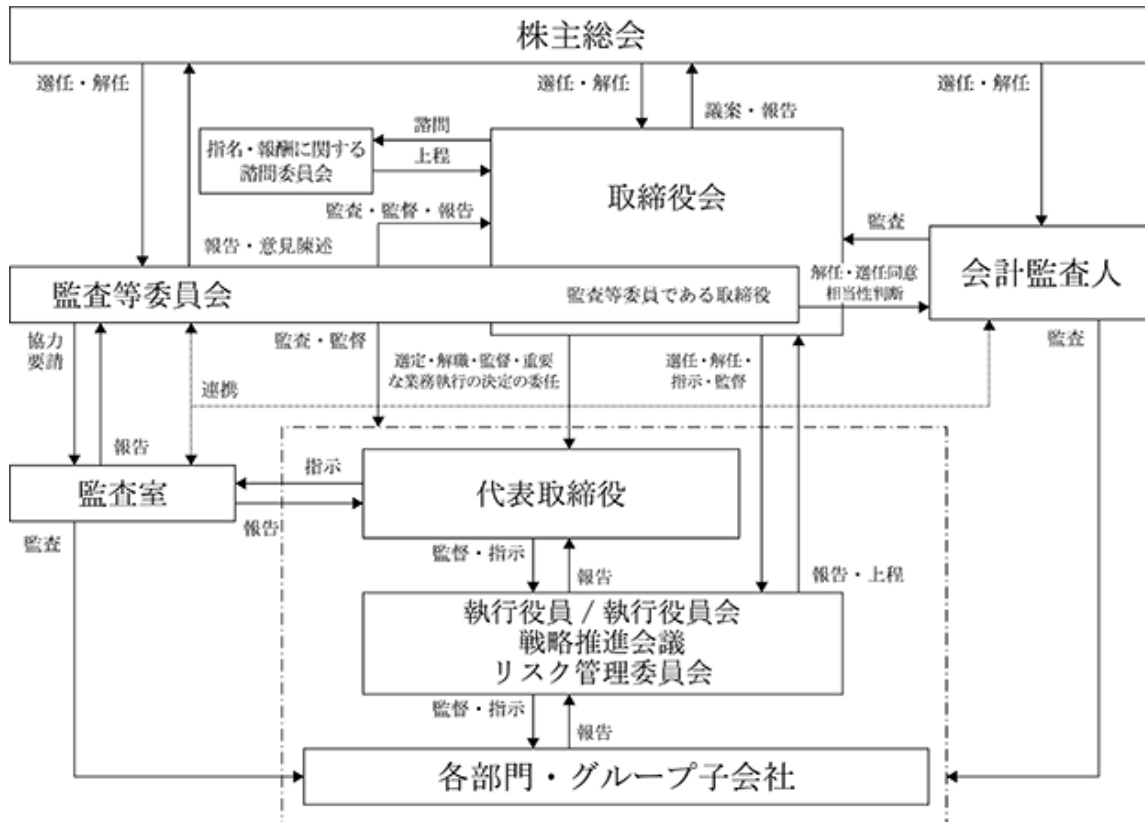 株主総会
選任・解任
選任・解任
選任・解任
議案・報告
諮問
指名・報酬に関する
諮問委員会
上程
取締役会
監査・監督・報告
監査
報告・意見陳述
会計監査人
監査等委員会
監査等委員である取締役
解任・選任同意
相当性判断
協力
要請
監査・監督
選定・解職・監督・重要
な業務執行の決定の委任
選任・解任・
指示・監督
監査
連携
報告
指示
監査室
代表取締役
報告
監査
監督・指示
報告
報告・上程
執行役員 / 執行役員会
戦略推進会議
リスク管理委員会
監督・指示
報告
各部門・グループ子会社